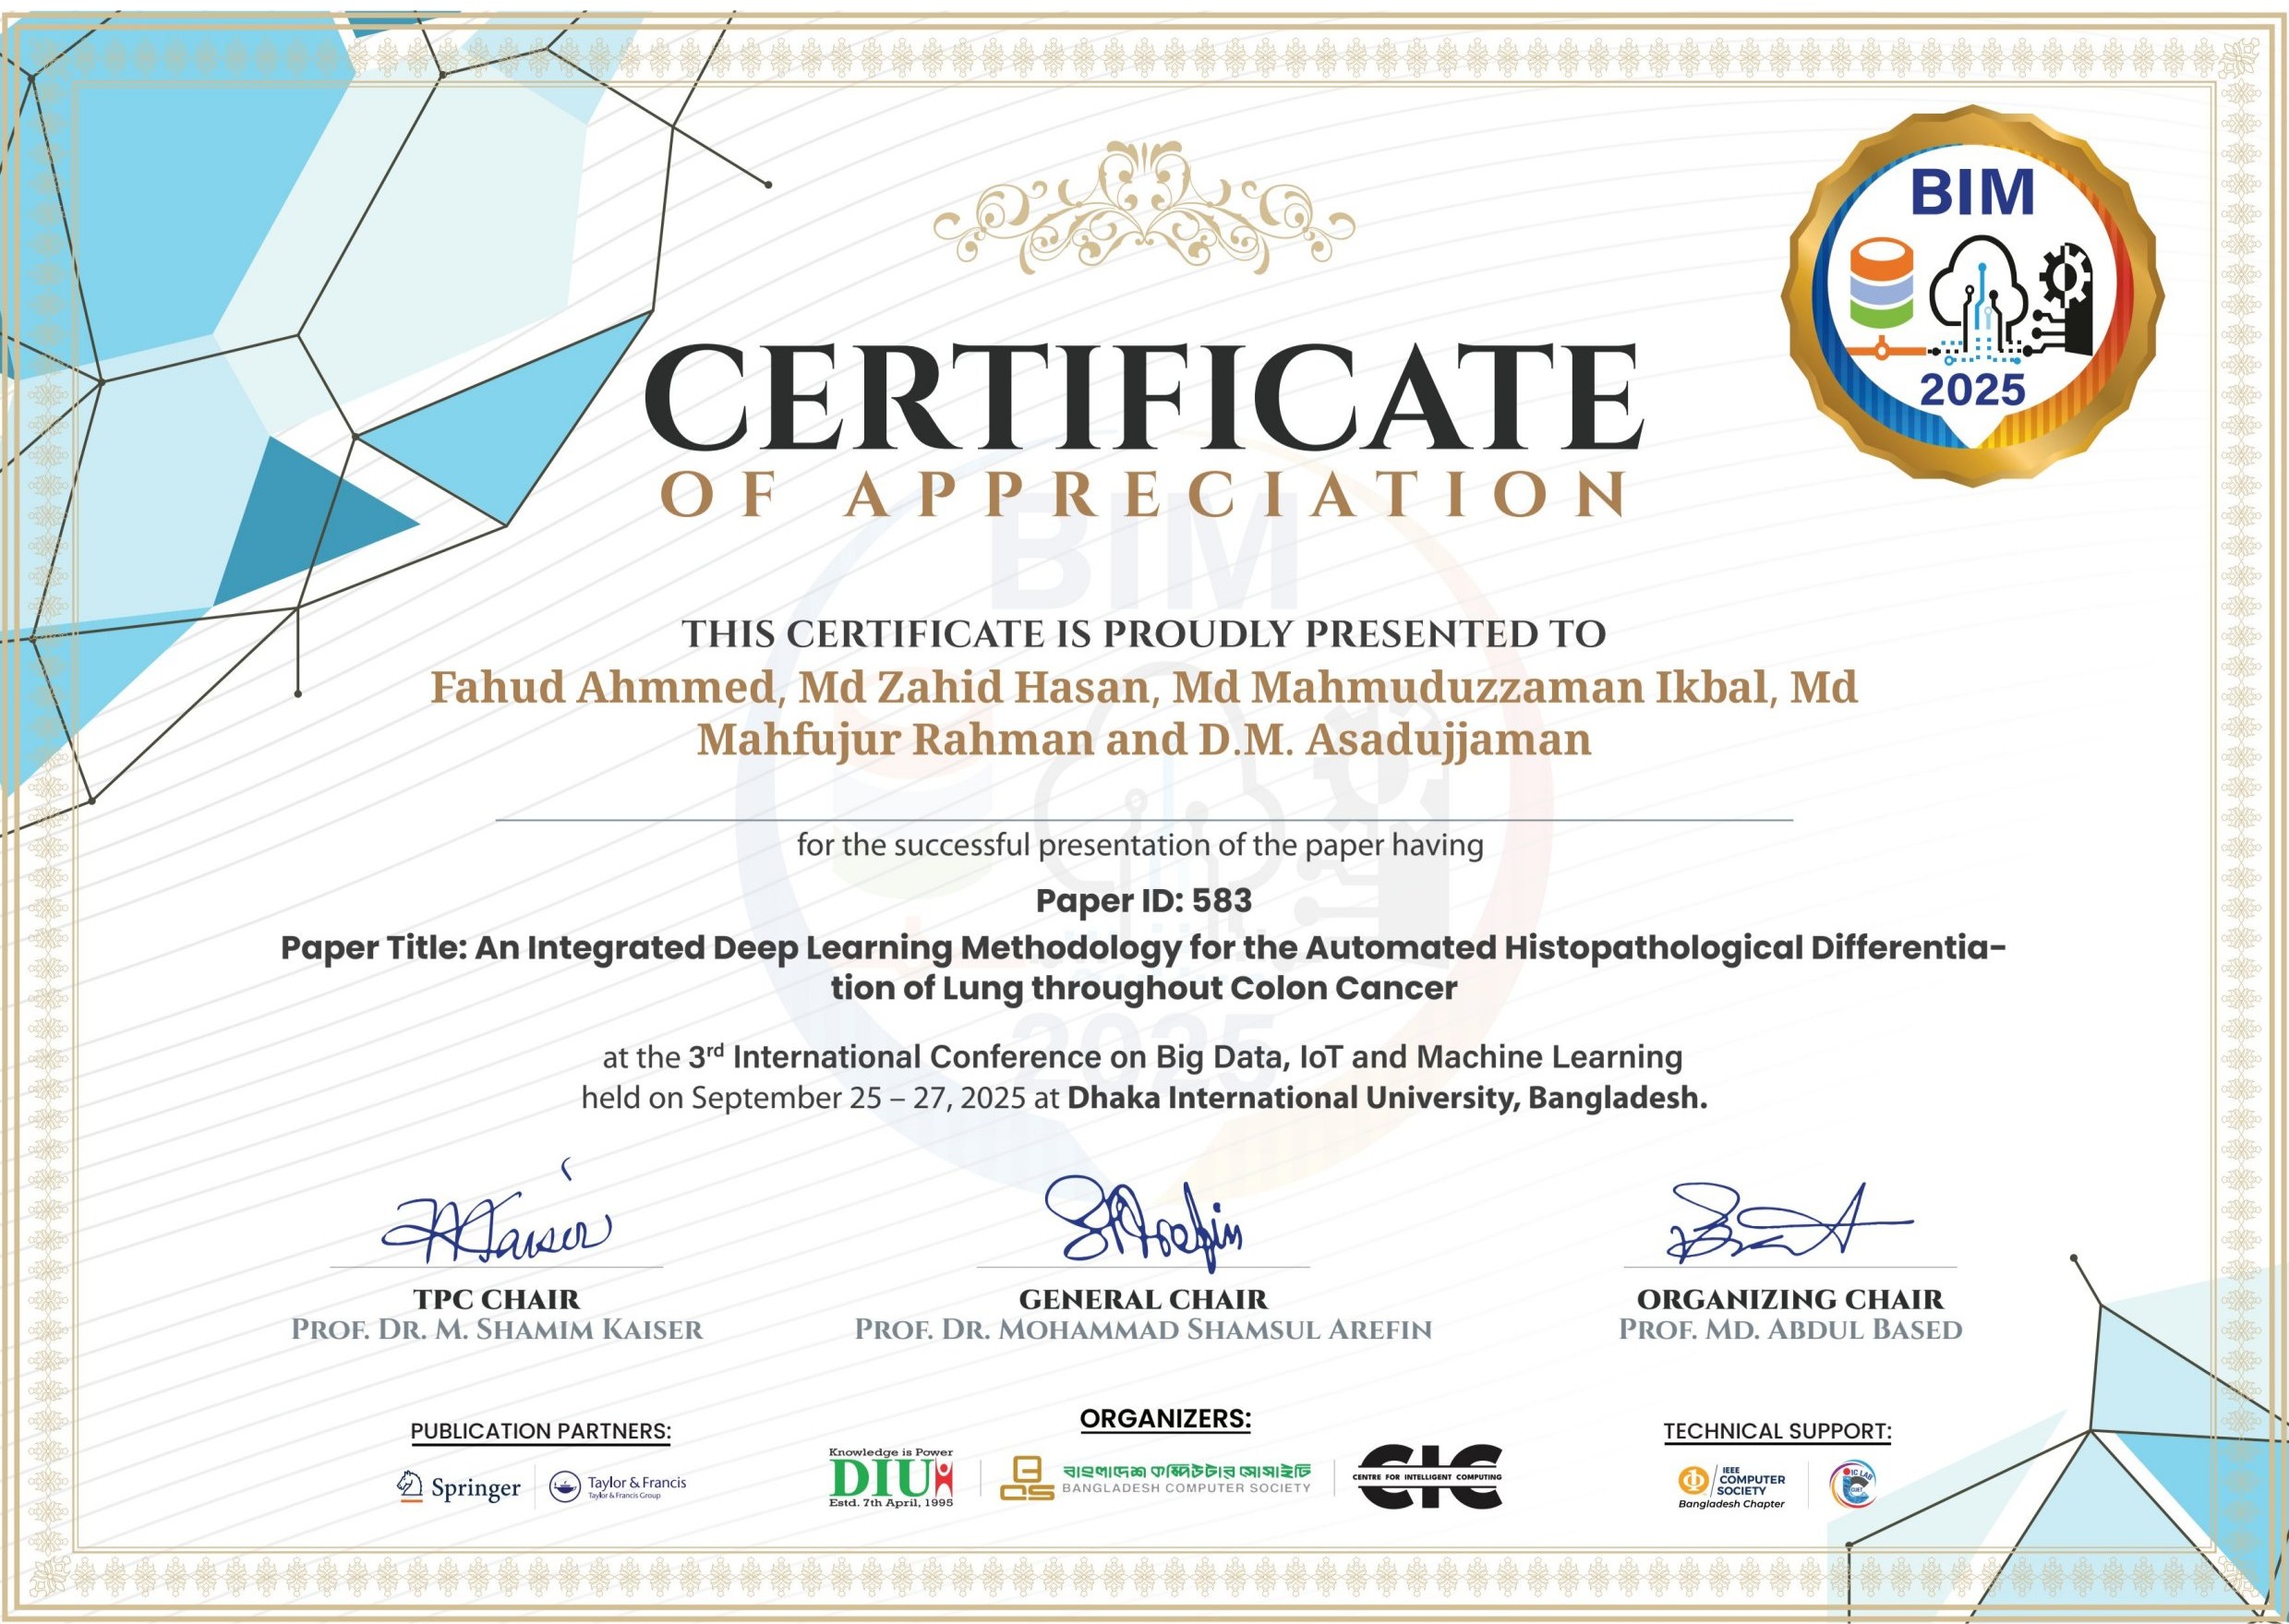 BIM
2025
CERTIFICATE
OF APPRECIATION
THIS CERTIFICATE IS PROUDLY PRESENTED TO
Fahud Ahmmed, Md Zahid Hasan, Md Mahmuduzzaman Ikbal, Md
Mahfujur Rahman and D.M. Asadujjaman
for the successful presentation of the paper having
Paper ID: 583
Paper Title: An Integrated Deep Learning Methodology for the Automated Histopathological Differentia-
tion of Lung throughout Colon Cancer
at the 3rd International Conference on Big Data, IoT and Machine Learning
held on September 25 – 27, 2025 at Dhaka International University, Bangladesh.
TPC CHAIR
PROF. DR. M. SHAMIM KAISER
GENERAL CHAIR
PROF. DR. MOHAMMAD SHAMSUL AREFIN
ORGANIZING CHAIR
PROF. MD. ABDUL BASED
PUBLICATION PARTNERS:
Springer
Taylor & Francis
Taylor & Francis Group
ORGANIZERS:
Knowledge is Power
DIU
Estd. 7th April, 1995
বাংলাদেশ কম্পিউটার সোসাইটি
BANGLADESH COMPUTER SOCIETY
CIC
CENTRE FOR INTELLIGENT COMPUTING
TECHNICAL SUPPORT:
IEEE
COMPUTER
SOCIETY
Bangladesh Chapter
IC LAB